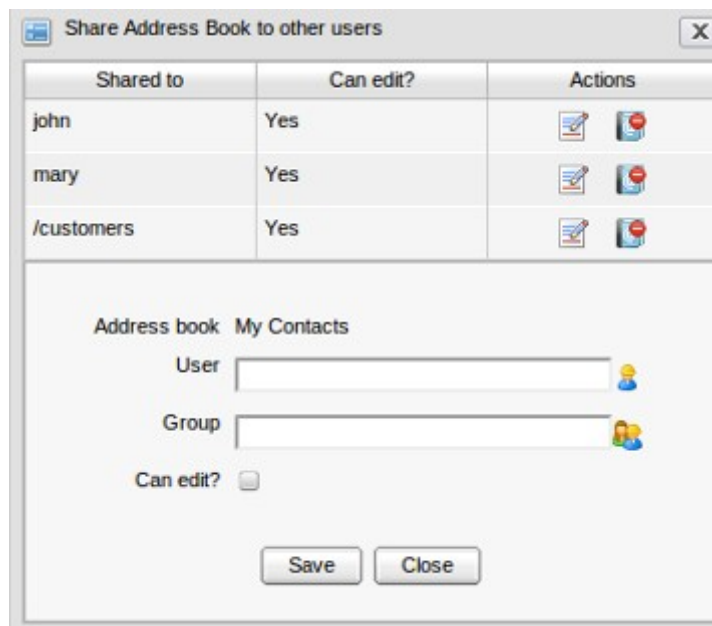 Share Address Book to other users
Shared to Can edit? Actions
john Yes
mary Yes
/customers Yes
Address book My Contacts
User
Group
Can edit?
Save Close